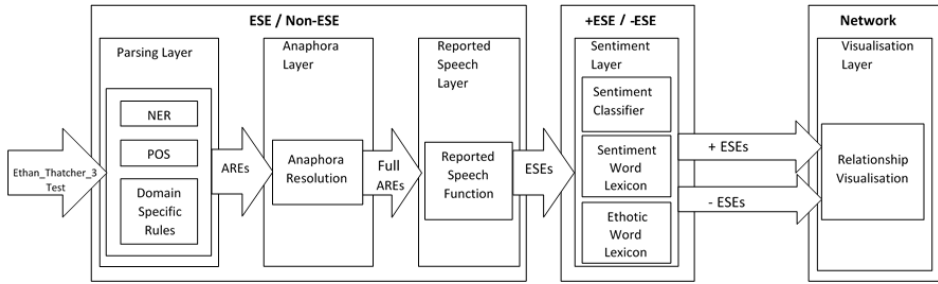 ESE / Non-ESE
+ESE / -ESE
Network
Parsing Layer
Anaphora
Layer
Reported
Speech
Layer
Sentiment
Layer
Visualisation
Layer
NER
POS
Domain
Specific
Rules
Ethan_Thatcher_3
Test
AREs
Anaphora
Resolution
Full
AREs
Reported
Speech
Function
ESEs
Sentiment
Classifier
Sentiment
Word
Lexicon
Ethotic
Word
Lexicon
+ ESEs
- ESEs
Relationship
Visualisation